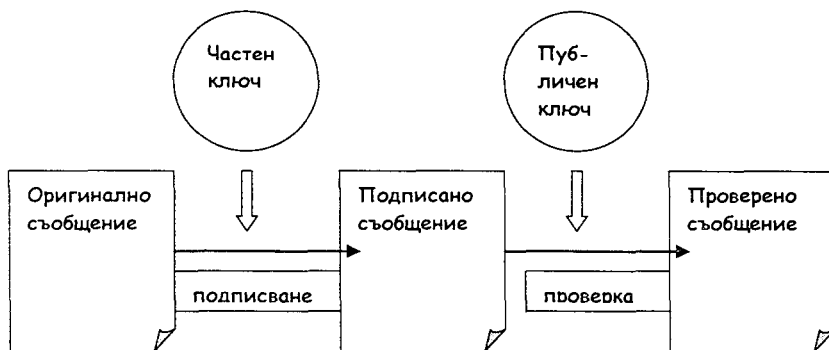 Частен
ключ
Пуб-
личен
ключ
Оригинално
съобщение
Подписано
съобщение
Проверено
съобщение
подписване
проверка